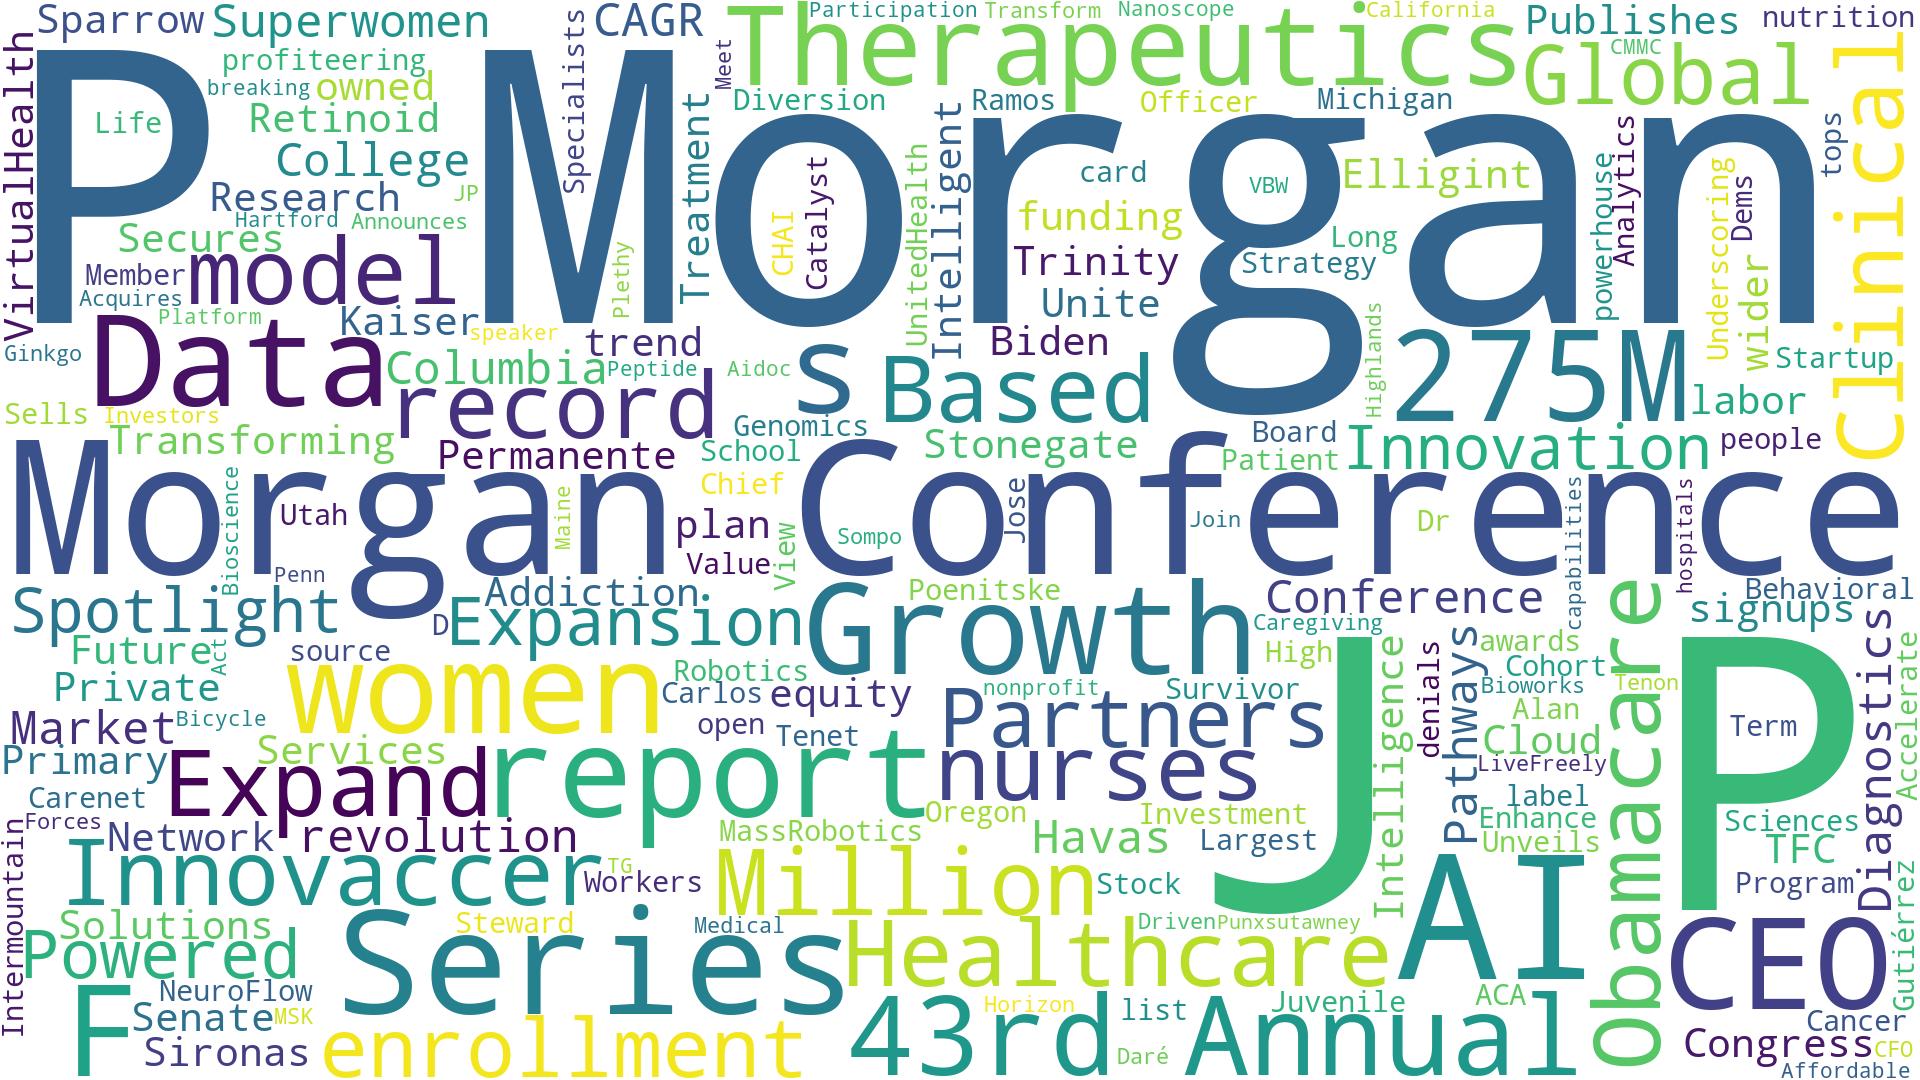 Sparrow
Superwomen
Specialists
CAGR
Meet
Therapeutics
Participation
Transform
Nanoscope
California
Publishes
nutrition
VirtualHealth
P Morgan
profiteering
breaking
owned
Life
Retinoid
College
Research
JP
Hartford
Announces
Secures
Member
model
Acquires
Platform
Kaiser
speaker
Plethy
trend
Treatment
Diversion
CHAI
Catalyst
UnitedHealth
Intelligent
Ramos
Officer
Michigan
card
VBW
Elligint
funding
Trinity
Long
Strategy
Unite
Biden
Global
CMMC
powerhouse
Analytics
Underscoring
Dems
wider
tops
Clinical
Highlands
Ginkgo
Data
Columbia
Peptide
Aidoc
s
Based
275M
Startup
labor
Sells
Investors
record
Transforming
Permanente
School
Genomics
Stonegate
Board
Patient
Innovation
people
Morgan Conference
Bioscience
Utah
Penn
Maine
Chief
plan
Value
View
Sompo
Jose
Join
Dr
capabilities
hospitals
Spotlight
Addiction
D
Expansion
Growth
Poenitske
Conference
Caregiving
Obamacare
Behavioral
signups
Future
Act
source
Private
women
Robotics
Carlos
equity
nonprofit
Survivor
High
J P
Intelligence
denials
Pathways
awards
Cohort
Bioworks
Tenon
Alan
Cloud
LiveFreely
Term
Diagnostics
Accelerate
Market
Bicycle
Services
open
Tenet
Partners
nurses
Primary
Expand
report
Carenet
Forces
Network
revolution
MassRobotics
Oregon
Investment
Havas
Largest
label
Enhance
Unveils
Sciences
TFC
Program
Intermountain
Innovaccer
TG
Workers
Million
Stock
AI
Solutions
Powered
Steward
Series
Medical
Healthcare
Driven
Punxsutawney
CEO
Gutiérrez
F
NeuroFlow
Senate
MSK
Sironas
enrollment
43rd
Horizon
Daré
list
Annual
Juvenile
ACA
Cancer
Congress
CFO
Affordable